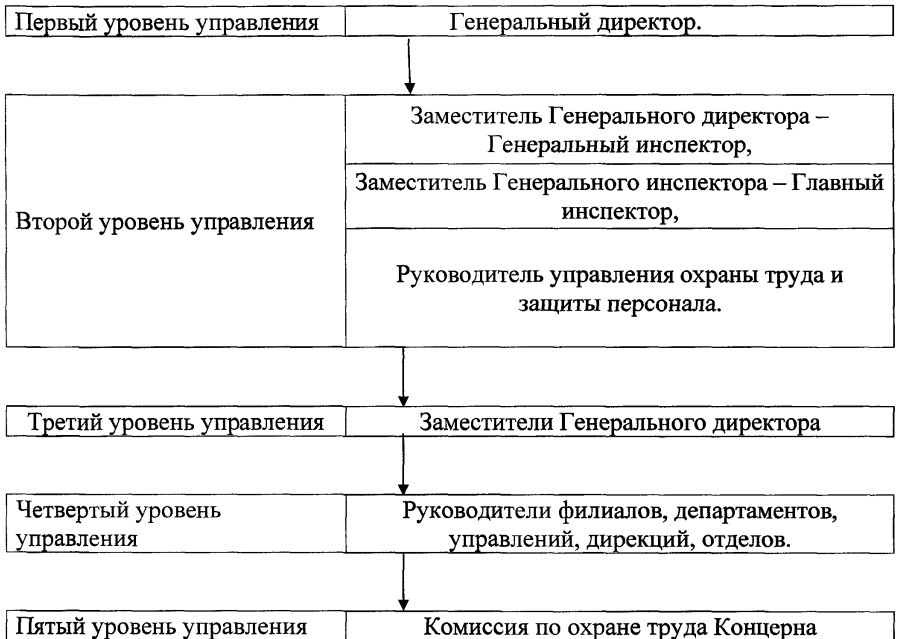 Первый уровень управления Генеральный директор.
Заместитель Генерального директора –
Генеральный инспектор,
Заместитель Генерального инспектора – Главный
инспектор,
Второй уровень управления
Руководитель управления охраны труда и
защиты персонала.
Третий уровень управления Заместители Генерального директора
Четвертый уровень
управления
Руководители филиалов, департаментов,
управлений, дирекций, отделов.
Пятый уровень управления Комиссия по охране труда Концерна